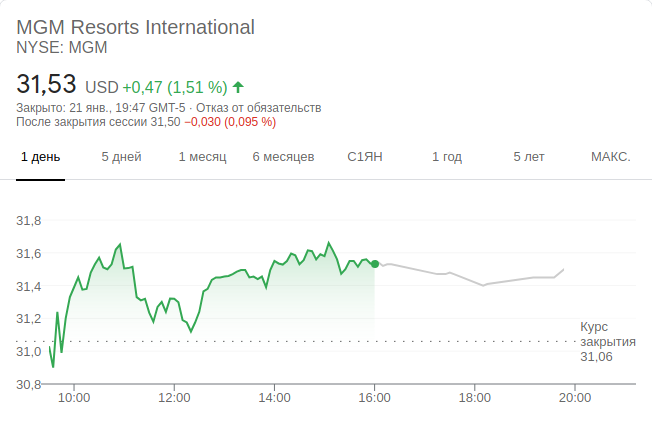 MGM Resorts International
NYSE: MGM
31,53 USD +0,47 (1,51 %)
Закрыто: 21 янв., 19:47 GMT-5 · Отказ от обязательств
После закрытия сессии 31,50 −0,030 (0,095 %)
1 день 5 дней 1 месяц 6 месяцев С1ЯН 1 год 5 лет МАКС.
31,8
31,6
31,4
31,2
31,0
30,8
Курс
закрытия
31,06
10:00 12:00 14:00 16:00 18:00 20:00